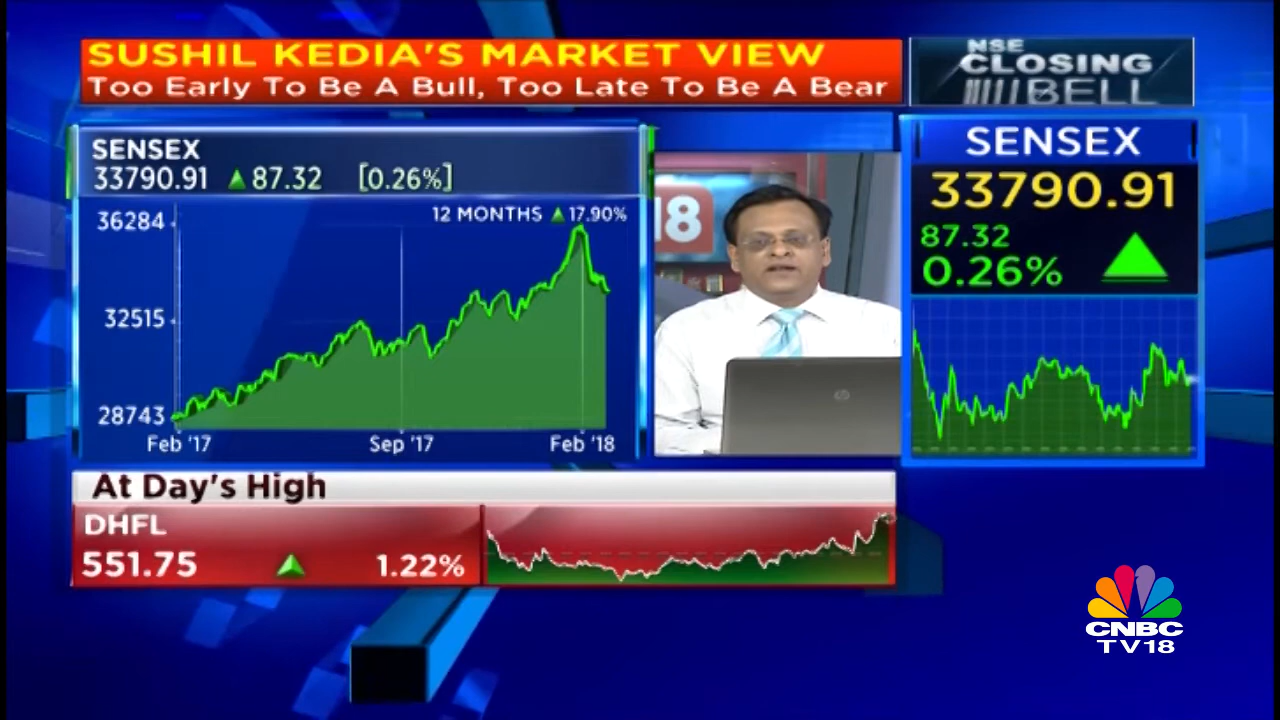 SUSHIL KEDIA'S MARKET VIEW
Too Early To Be A Bull, Too Late To Be A Bear
NSE
CLOSING
BELL
SENSEX
33790.91 ▲ 87.32 [0.26%]
12 MONTHS ▲ 17.90%
36284
32515
28743
Feb '17 Sep '17 Feb '18
18
SENSEX
33790.91
87.32
0.26%
At Day's High
DHFL
551.75 ▲ 1.22%
CNBC
TV18